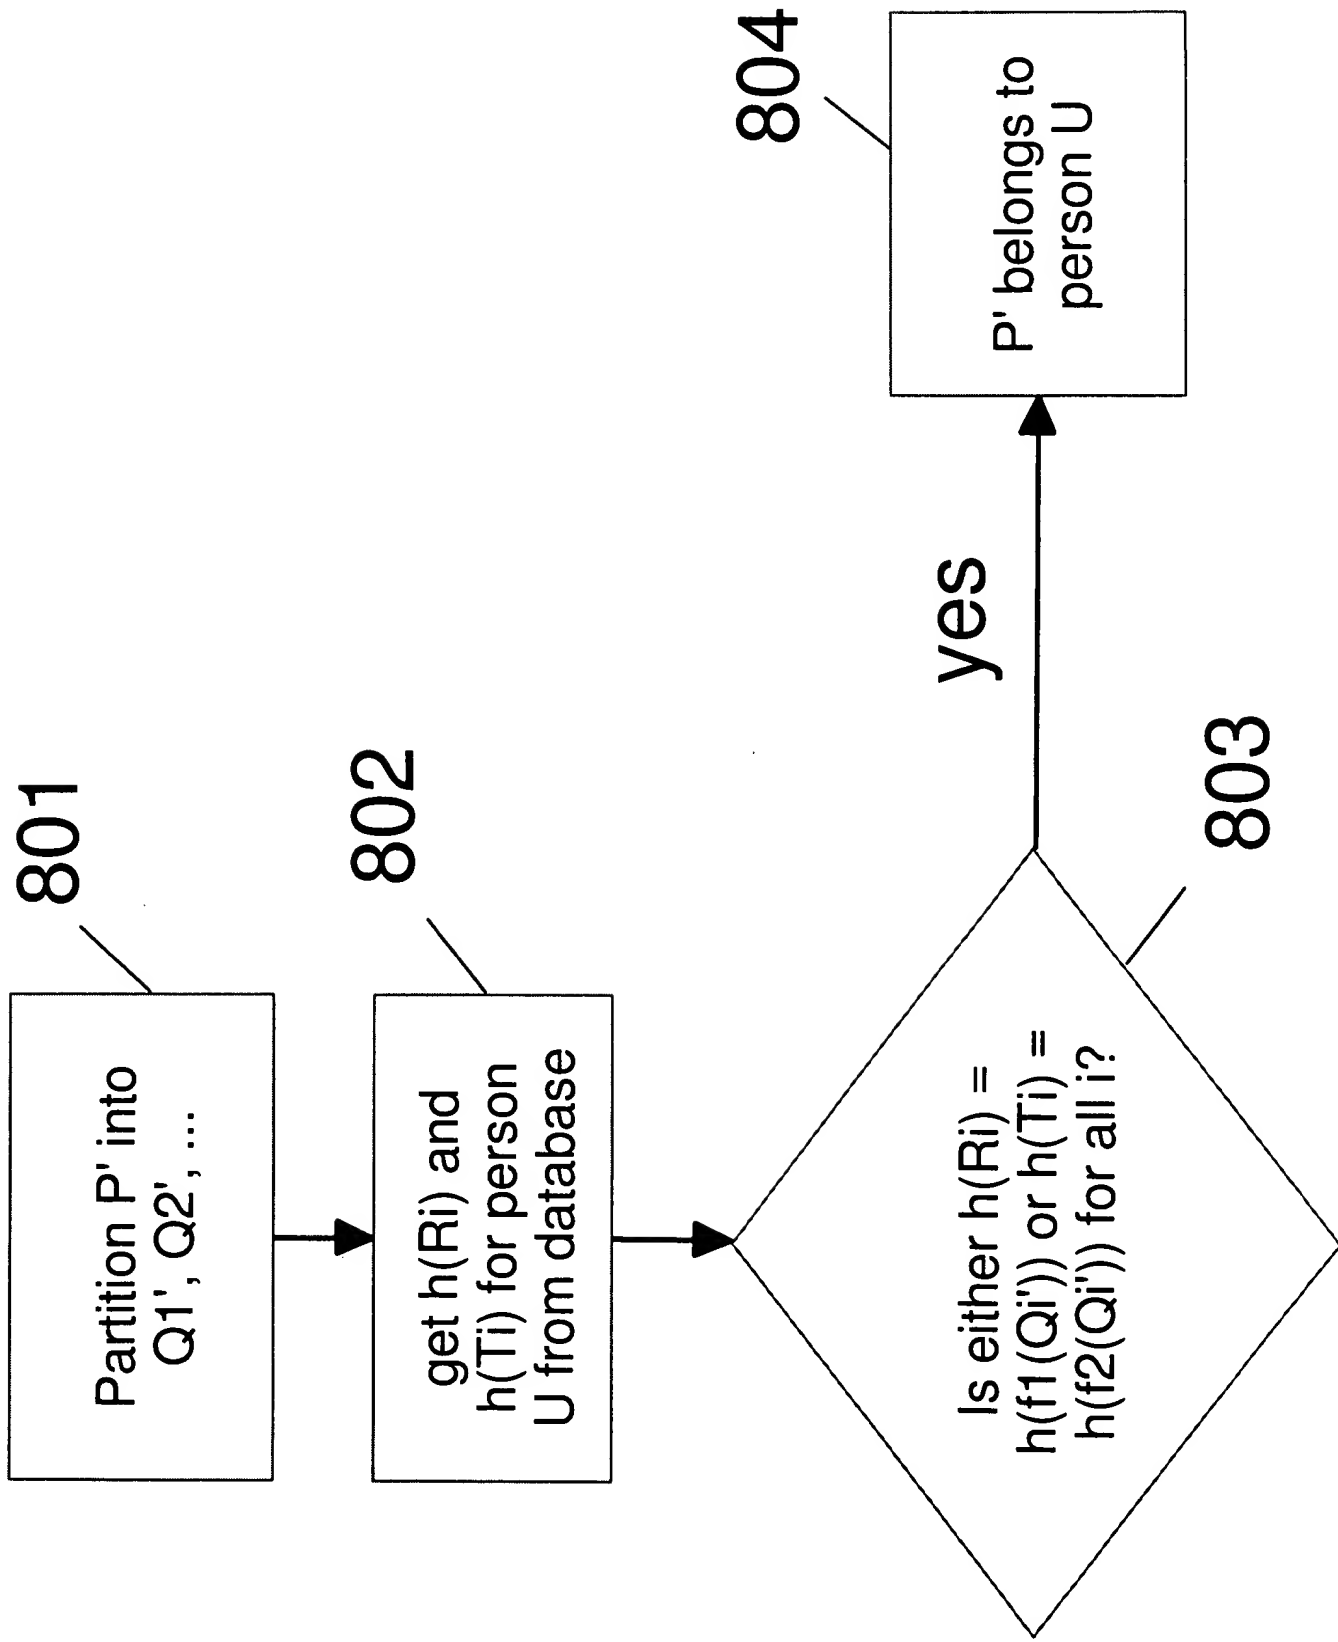 801
Partition P' into
Q1', Q2', ...
802
get h(Ri) and
h(Ti) for person
U from database
803
Is either h(Ri) =
h(f1(Qi')) or h(Ti) =
h(f2(Qi')) for all i?
yes
804
P' belongs to
person U